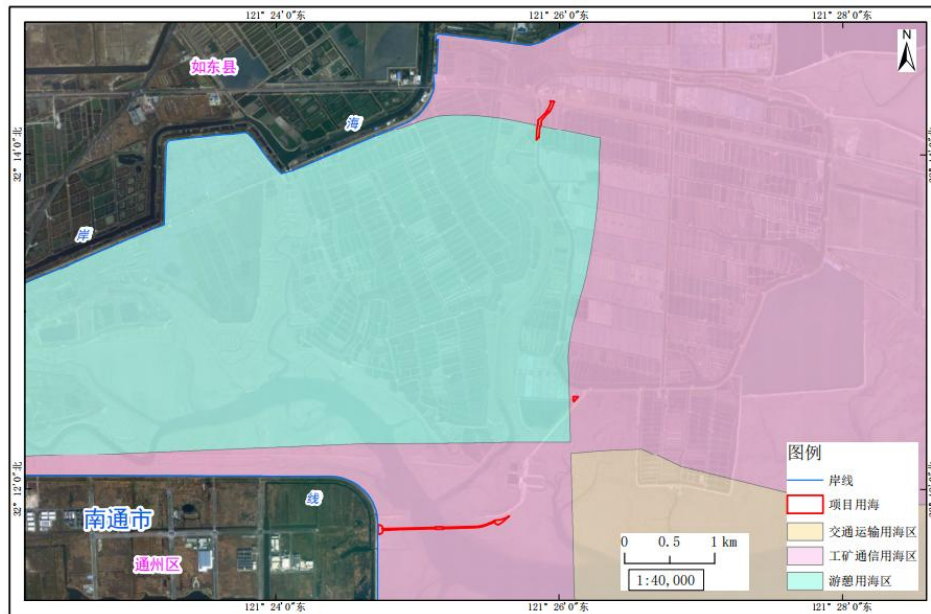 121° 24′0″东
121° 26′0″东
121° 28′0″东
N
如东县
海
32° 14′0″北
32° 14′0″北
岸
图例
岸线
项目用海
交通运输用海区
工矿通信用海区
游憩用海区
32° 12′0″北
线
南通市
通州区
0 0.5 1 km
1:40,000
121° 24′0″东
121° 26′0″东
121° 28′0″东